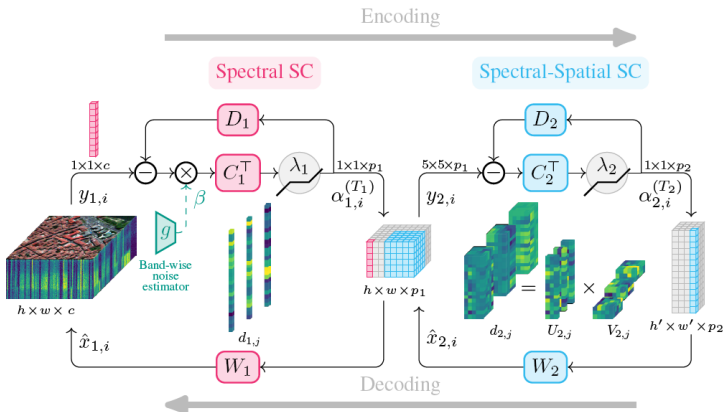 Encoding
Spectral SC
Spectral-Spatial SC
D₁
D₂
1×1×c
− × C₁ᵀ λ₁
1×1×p₁
5×5×p₁
− C₂ᵀ λ₂
1×1×p₂
y₁,ᵢ
β
α₁,ᵢ^(T₁)
y₂,ᵢ
α₂,ᵢ^(T₂)
g
Band-wise
noise
estimator
= ×
h×w×c
d₁,ⱼ
h×w×p₁
d₂,ⱼ
U₂,ⱼ
V₂,ⱼ
h′×w′×p₂
x̂₁,ᵢ
x̂₂,ᵢ
W₁
W₂
Decoding